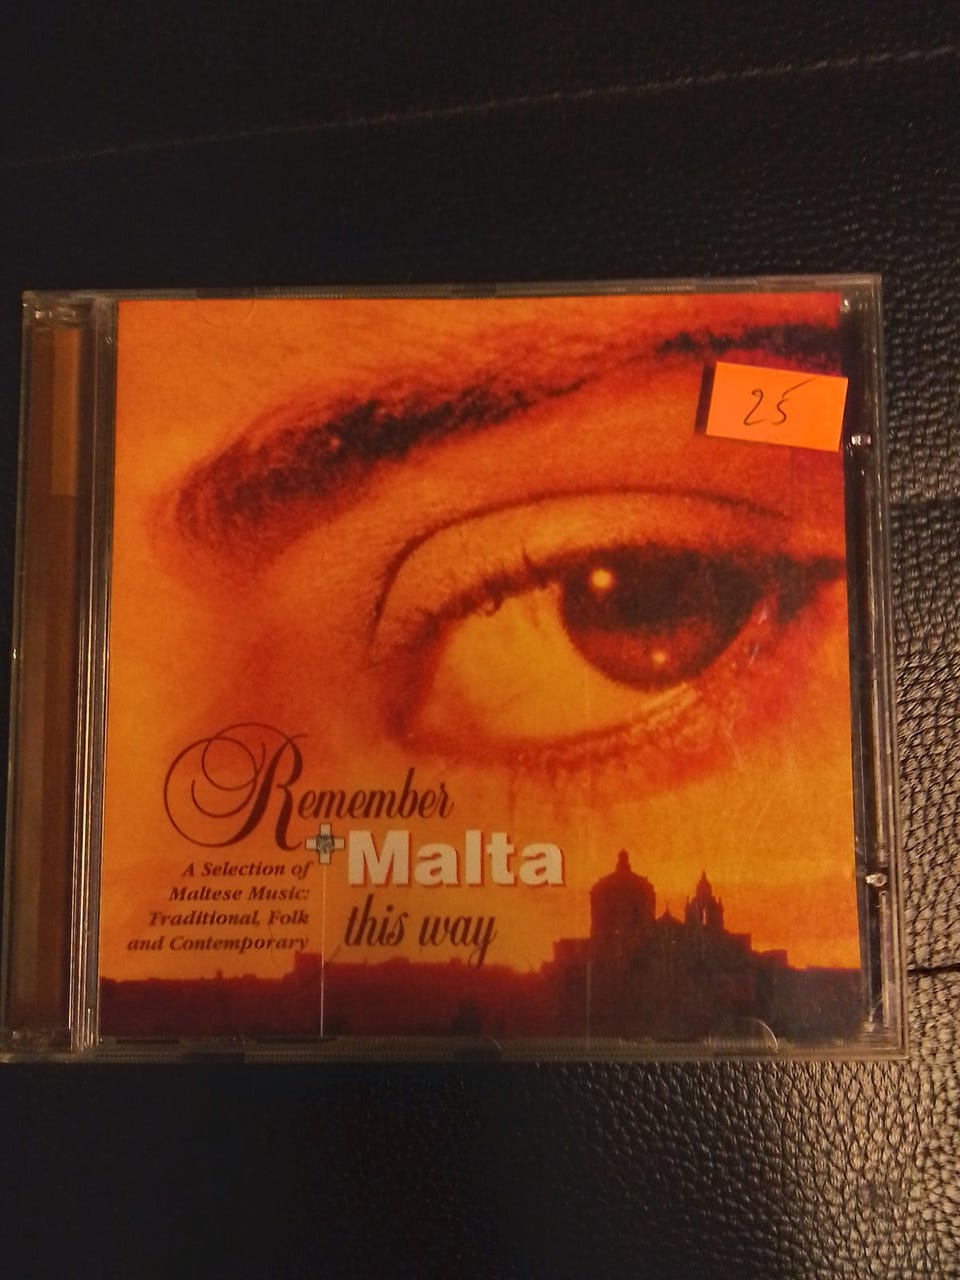 25
Remember
Malta
this way
A Selection of
Maltese Music:
Traditional, Folk
and Contemporary